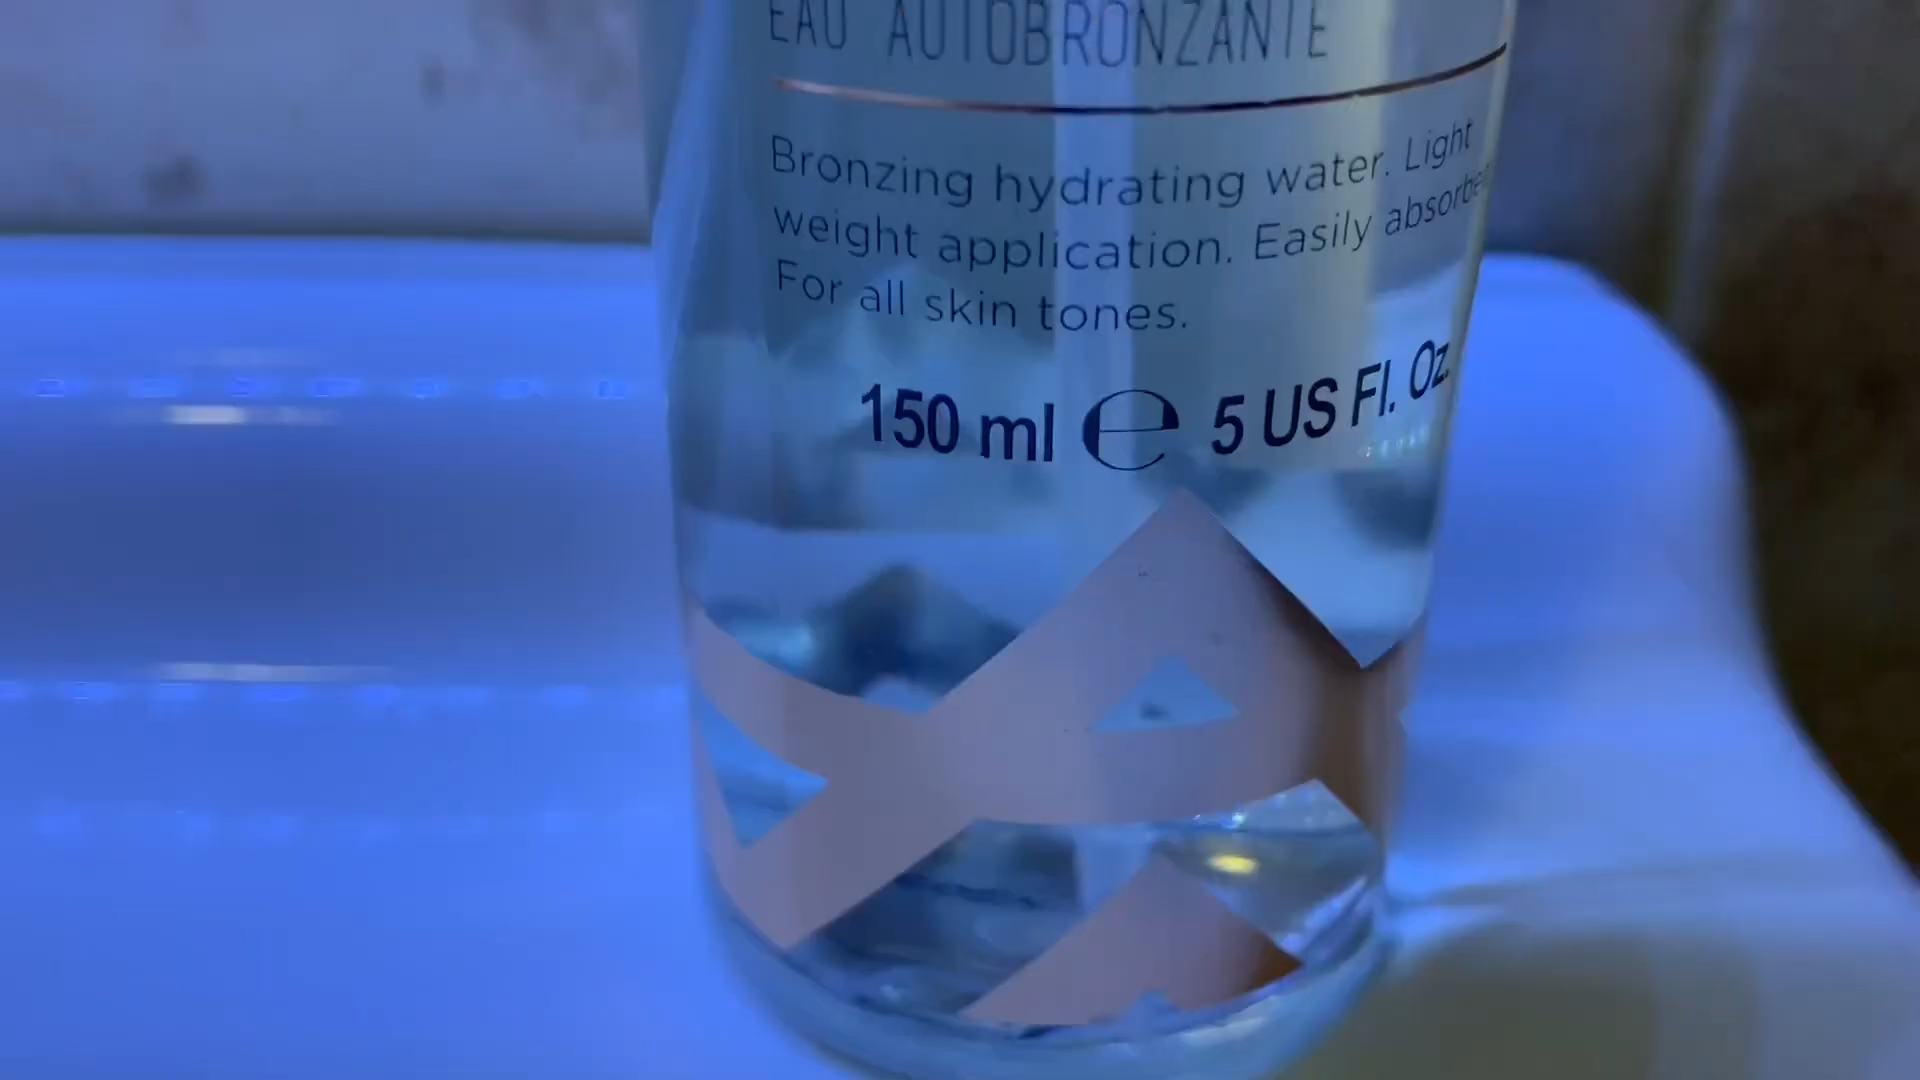 EAU AUTOBRONZANTE
Bronzing hydrating water. Light
weight application. Easily
For all skin tones.
150 ml e 5 US Fl. Oz.